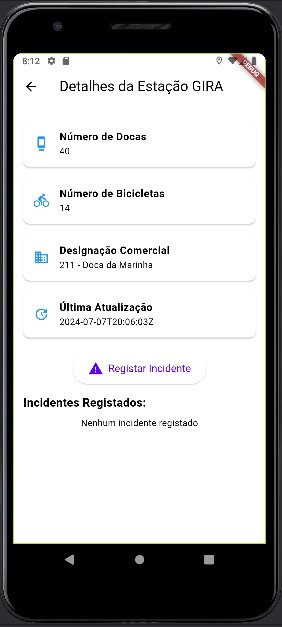 8:12
DEBUG
Detalhes da Estação GIRA
Número de Docas
40
Número de Bicicletas
14
Designação Comercial
211 - Doca da Marinha
Última Atualização
2024-07-07T20:06:03Z
Registar Incidente
Incidentes Registados:
Nenhum incidente registado